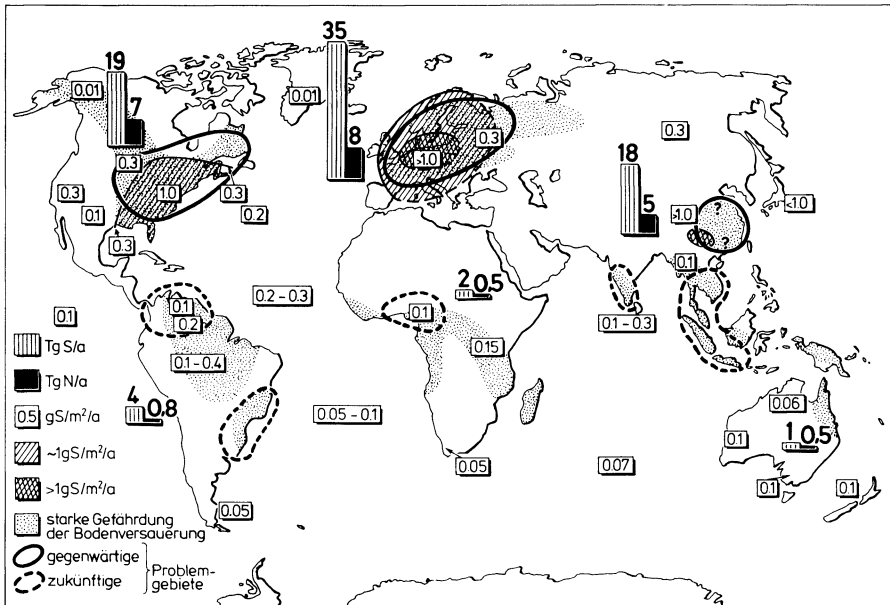 35
19
7
0.01
0.01
8
0.3
>1.0
0.3
18
5
0.3
1.0
0.3
0.3
0.1
0.2
0.3
>1.0
?
?
~1.0
0.1
2 0,5
0.2 – 0.3
0.1
0.1
0.2
0.1
0.1 – 0.3
0.15
0.1 – 0.4
4 0,8
0.05 – 0.1
0.06
0.1
1 0,5
0.05
0.07
0.1
0.1
0.05
Tg S/a
Tg N/a
0.5 gS/m²/a
~1gS/m²/a
>1gS/m²/a
starke Gefährdung
der Bodenversauerung
gegenwärtige
zukünftige
Problem-
gebiete